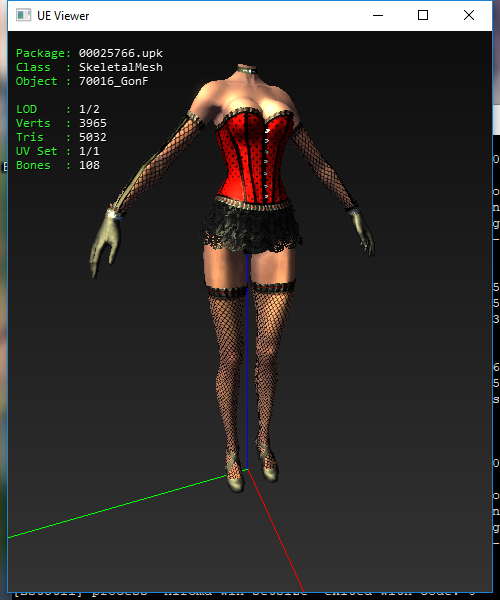 UE Viewer
Package: 00025766.upk
Class : SkeletalMesh
Object : 70016_GonF
LOD : 1/2
Verts : 3965
Tris : 5032
UV Set : 1/1
Bones : 108